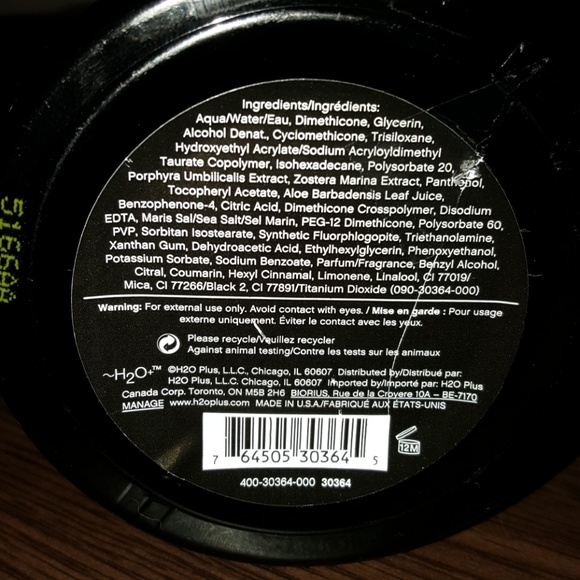 Ingredients/Ingrédients:
Aqua/Water/Eau, Dimethicone, Glycerin,
Alcohol Denat., Cyclomethicone, Trisiloxane,
Hydroxyethyl Acrylate/Sodium Acryloyldimethyl
Taurate Copolymer, Isohexadecane, Polysorbate 20,
Porphyra Umbilicalis Extract, Zostera Marina Extract, Panthenol,
Tocopheryl Acetate, Aloe Barbadensis Leaf Juice,
Benzophenone-4, Citric Acid, Dimethicone Crosspolymer, Disodium
EDTA, Maris Sal/Sea Salt/Sel Marin, PEG-12 Dimethicone, Polysorbate 60,
PVP, Sorbitan Isostearate, Synthetic Fluorphlogopite, Triethanolamine,
Xanthan Gum, Dehydroacetic Acid, Ethylhexylglycerin, Phenoxyethanol,
Potassium Sorbate, Sodium Benzoate, Parfum/Fragrance, Benzyl Alcohol,
Citral, Coumarin, Hexyl Cinnamal, Limonene, Linalool, CI 77019/
Mica, CI 77266/Black 2, CI 77891/Titanium Dioxide (090-30364-000)
Warning: For external use only. Avoid contact with eyes. / Mise en garde : Pour usage
externe uniquement. Éviter le contact avec les yeux.
Please recycle/Veuillez recycler
Against animal testing/Contre les tests sur les animaux
~H2O+™ ©H2O Plus, L.L.C., Chicago, IL 60607 Distributed by/Distribué par:
H2O Plus, L.L.C. Chicago, IL 60607 Imported by/Importé par: H2O Plus
Canada Corp. Toronto, ON M5B 2H6 BIORIUS, Rue de la Croyere 10A – BE-7170
MANAGE www.h2oplus.com MADE IN U.S.A./FABRIQUÉ AUX ÉTATS-UNIS
7 64505 30364 5
12M
400-30364-000 30364